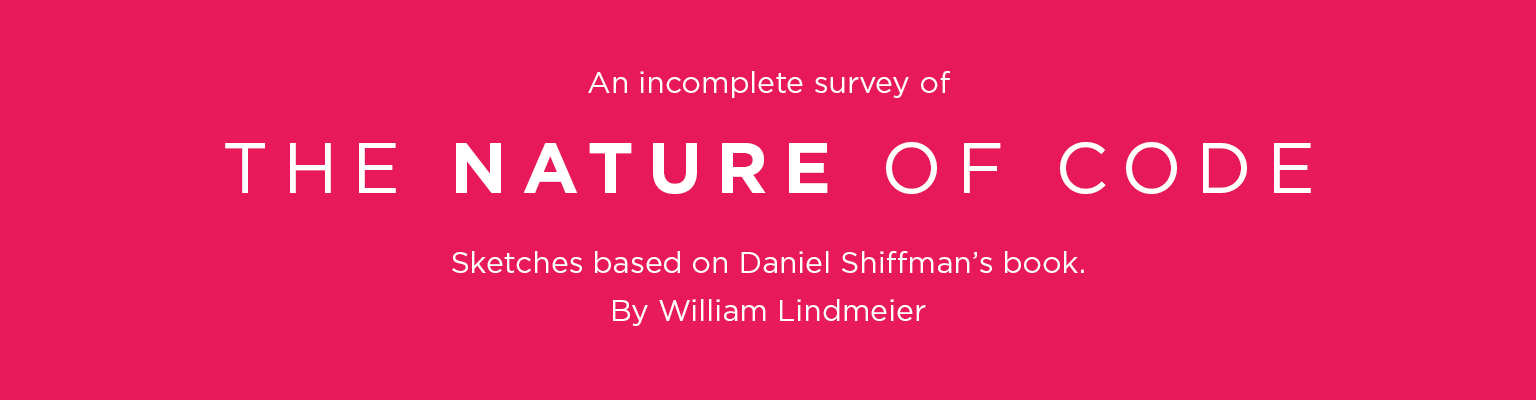 An incomplete survey of
THE NATURE OF CODE
Sketches based on Daniel Shiffman’s book.
By William Lindmeier